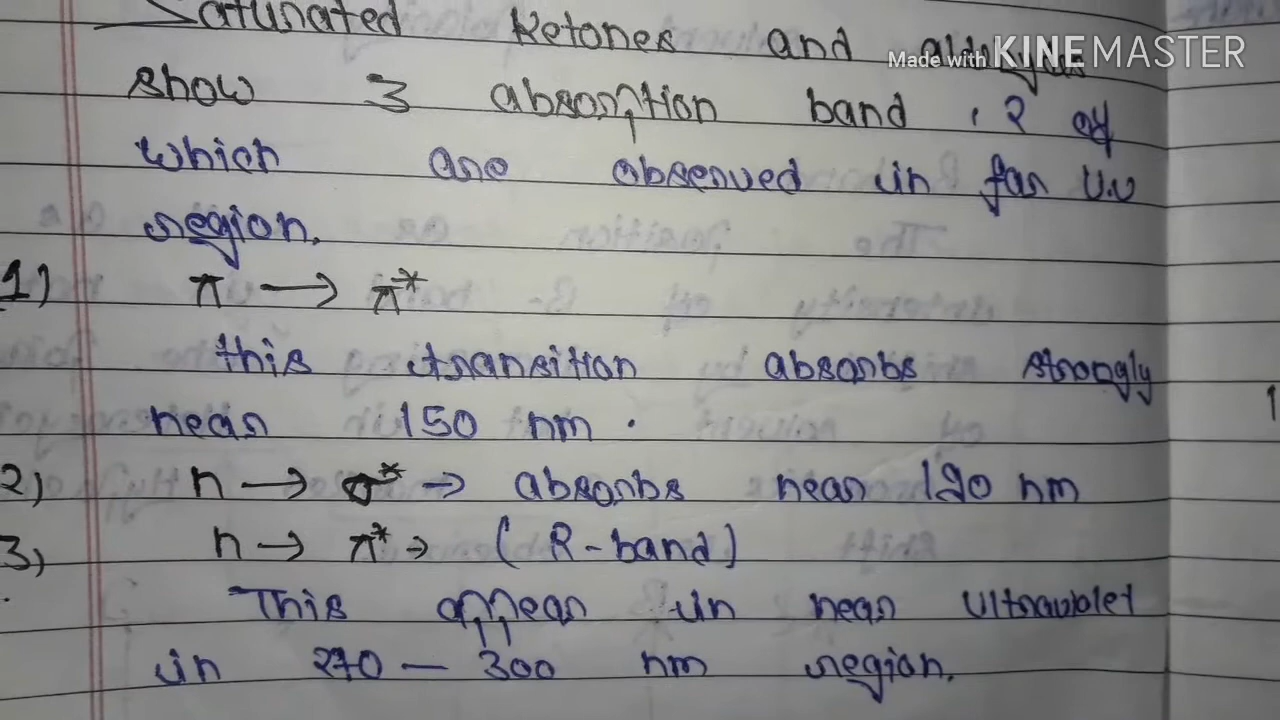 Saturated Ketones and aldehydes
Made with KINEMASTER
show 3 absorption band, 2 of
which are observed in far U.V
region.
1) π → π*
this transition absorbs strongly
near 150 nm.
2) n → σ* → absorbs near 190 nm
3) n → π* → (R-band)
This appear in near Ultraviolet
in 270 – 300 nm region.